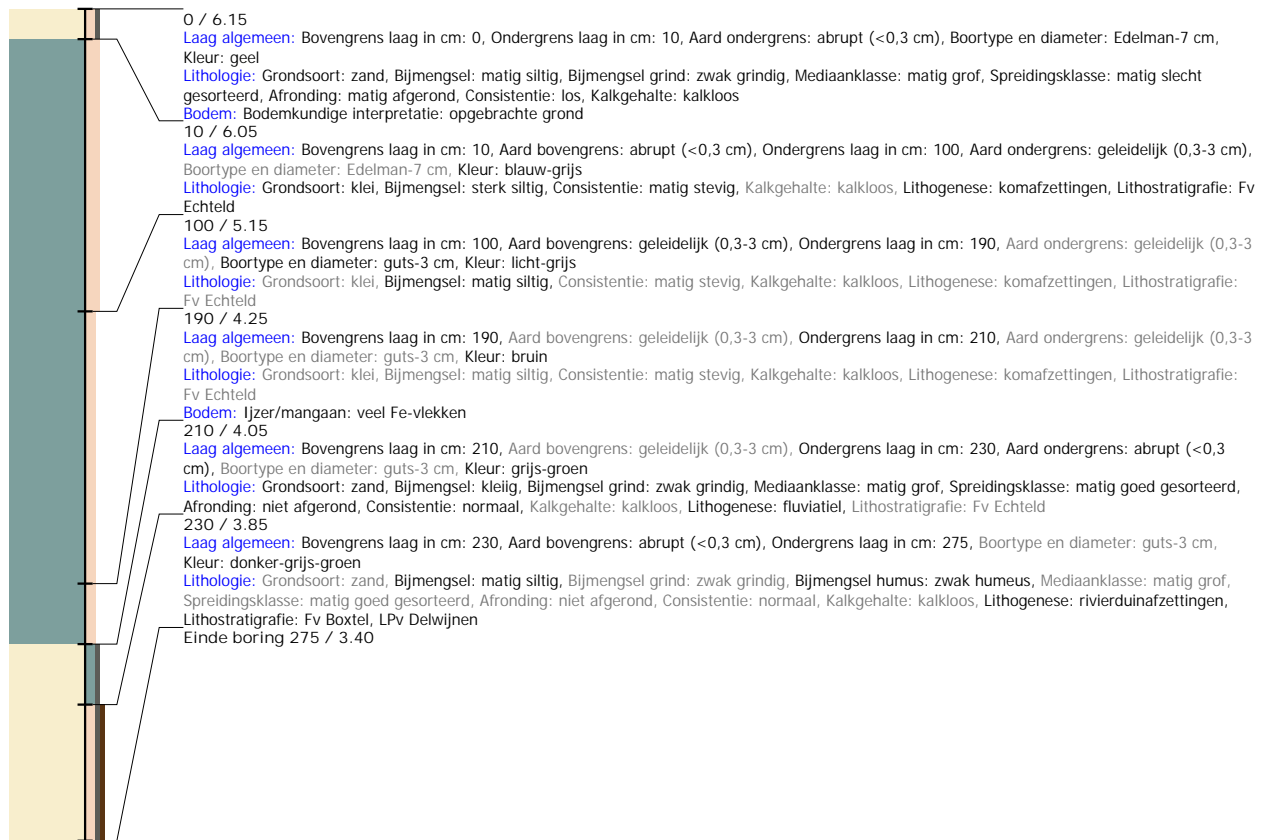 0 / 6.15
Laag algemeen: Bovengrens laag in cm: 0, Ondergrens laag in cm: 10, Aard ondergrens: abrupt (<0,3 cm), Boortype en diameter: Edelman-7 cm,
Kleur: geel
Lithologie: Grondsoort: zand, Bijmengsel: matig siltig, Bijmengsel grind: zwak grindig, Mediaanklasse: matig grof, Spreidingsklasse: matig slecht
gesorteerd, Afronding: matig afgerond, Consistentie: los, Kalkgehalte: kalkloos
Bodem: Bodemkundige interpretatie: opgebrachte grond
10 / 6.05
Laag algemeen: Bovengrens laag in cm: 10, Aard bovengrens: abrupt (<0,3 cm), Ondergrens laag in cm: 100, Aard ondergrens: geleidelijk (0,3-3 cm),
Boortype en diameter: Edelman-7 cm, Kleur: blauw-grijs
Lithologie: Grondsoort: klei, Bijmengsel: sterk siltig, Consistentie: matig stevig, Kalkgehalte: kalkloos, Lithogenese: komafzettingen, Lithostratigrafie: Fv
Echteld
100 / 5.15
Laag algemeen: Bovengrens laag in cm: 100, Aard bovengrens: geleidelijk (0,3-3 cm), Ondergrens laag in cm: 190, Aard ondergrens: geleidelijk (0,3-3
cm), Boortype en diameter: guts-3 cm, Kleur: licht-grijs
Lithologie: Grondsoort: klei, Bijmengsel: matig siltig, Consistentie: matig stevig, Kalkgehalte: kalkloos, Lithogenese: komafzettingen, Lithostratigrafie:
Fv Echteld
190 / 4.25
Laag algemeen: Bovengrens laag in cm: 190, Aard bovengrens: geleidelijk (0,3-3 cm), Ondergrens laag in cm: 210, Aard ondergrens: geleidelijk (0,3-3
cm), Boortype en diameter: guts-3 cm, Kleur: bruin
Lithologie: Grondsoort: klei, Bijmengsel: matig siltig, Consistentie: matig stevig, Kalkgehalte: kalkloos, Lithogenese: komafzettingen, Lithostratigrafie:
Fv Echteld
Bodem: Ijzer/mangaan: veel Fe-vlekken
210 / 4.05
Laag algemeen: Bovengrens laag in cm: 210, Aard bovengrens: geleidelijk (0,3-3 cm), Ondergrens laag in cm: 230, Aard ondergrens: abrupt (<0,3
cm), Boortype en diameter: guts-3 cm, Kleur: grijs-groen
Lithologie: Grondsoort: zand, Bijmengsel: kleiig, Bijmengsel grind: zwak grindig, Mediaanklasse: matig grof, Spreidingsklasse: matig goed gesorteerd,
Afronding: niet afgerond, Consistentie: normaal, Kalkgehalte: kalkloos, Lithogenese: fluviatiel, Lithostratigrafie: Fv Echteld
230 / 3.85
Laag algemeen: Bovengrens laag in cm: 230, Aard bovengrens: abrupt (<0,3 cm), Ondergrens laag in cm: 275, Boortype en diameter: guts-3 cm,
Kleur: donker-grijs-groen
Lithologie: Grondsoort: zand, Bijmengsel: matig siltig, Bijmengsel grind: zwak grindig, Bijmengsel humus: zwak humeus, Mediaanklasse: matig grof,
Spreidingsklasse: matig goed gesorteerd, Afronding: niet afgerond, Consistentie: normaal, Kalkgehalte: kalkloos, Lithogenese: rivierduinafzettingen,
Lithostratigrafie: Fv Boxtel, LPv Delwijnen
Einde boring 275 / 3.40